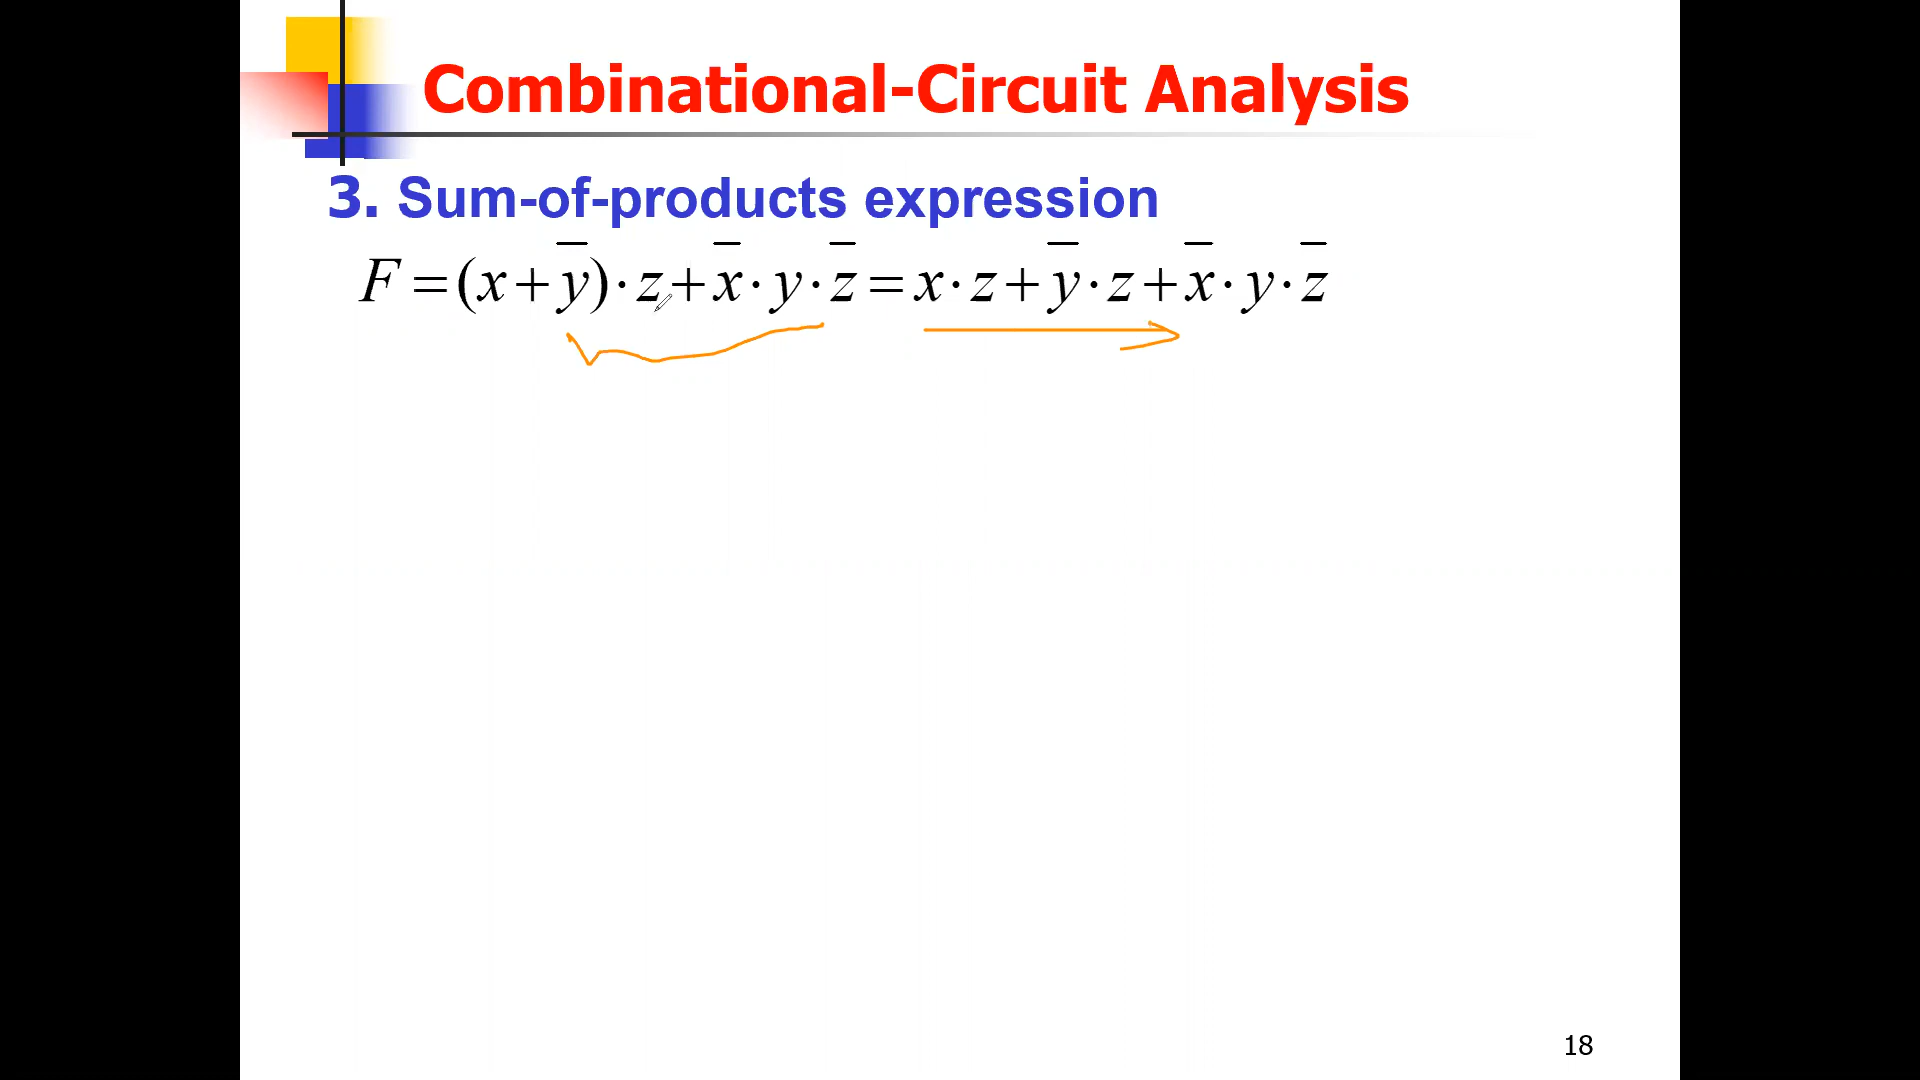 Combinational-Circuit Analysis
3. Sum-of-products expression
F = (x + y̅) · z + x̅ · y · z̅ = x · z + y̅ · z + x̅ · y · z̅
18